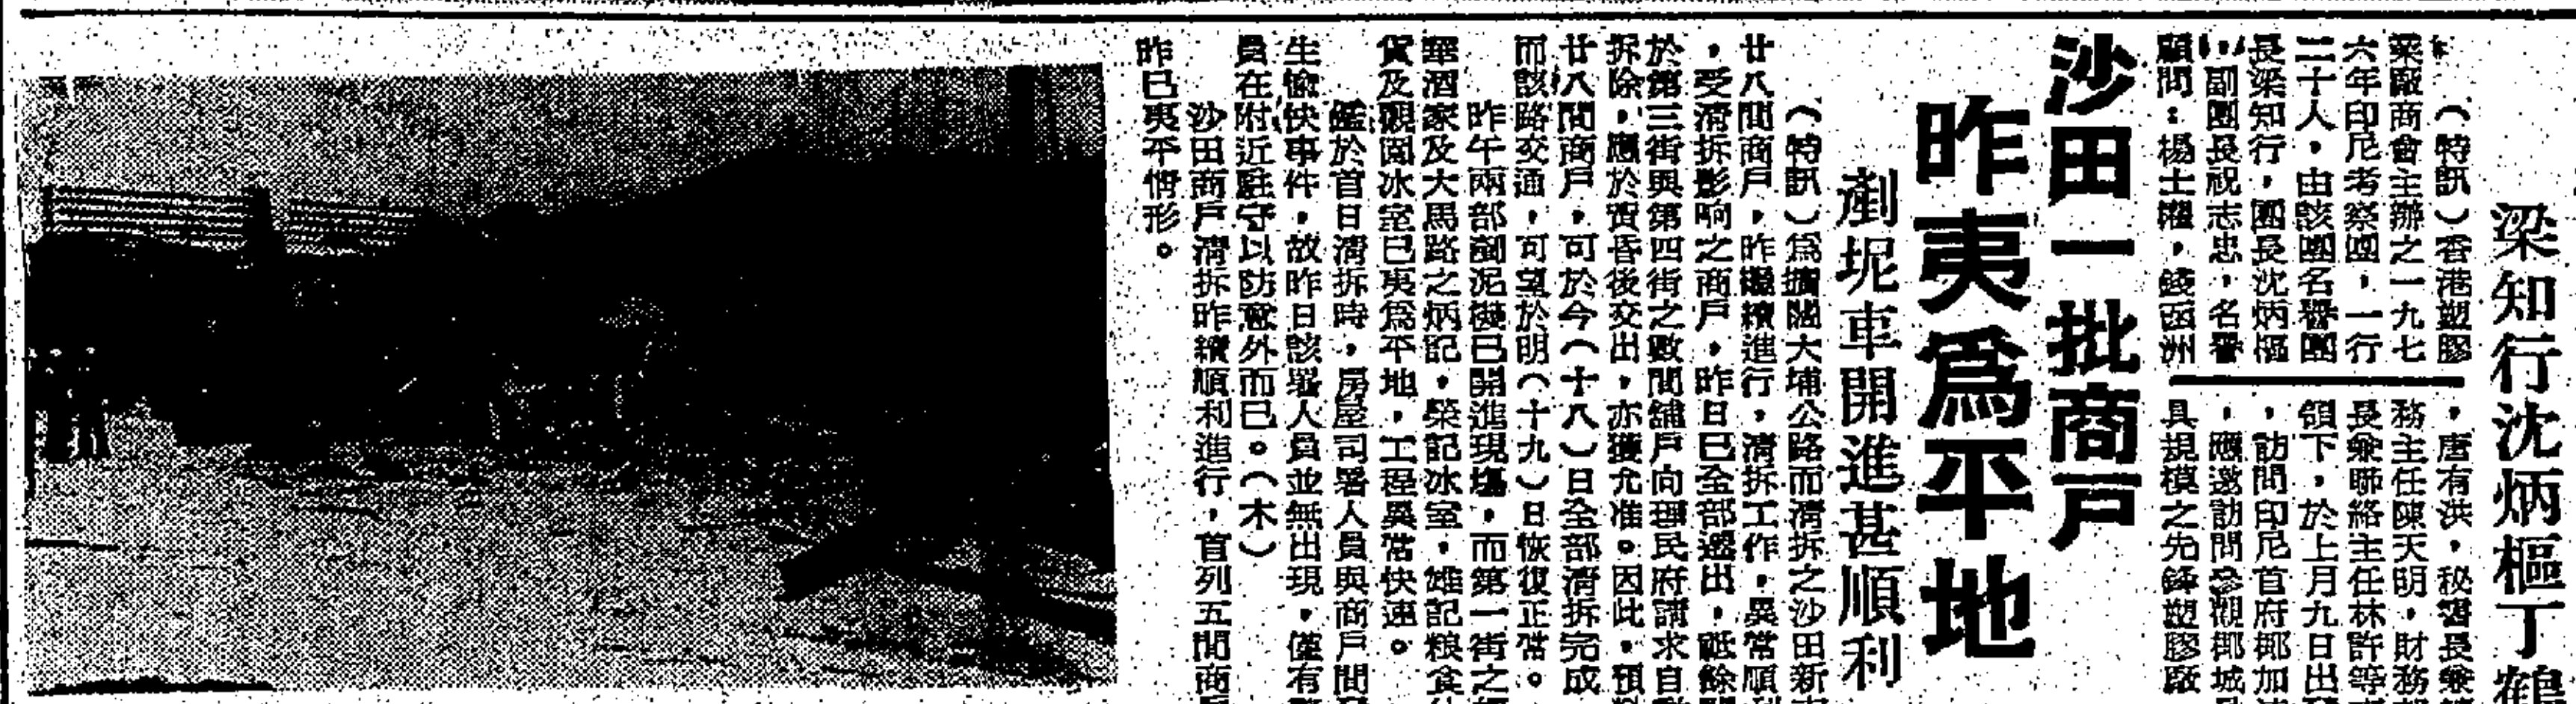 梁知行沈炳樞丁鶴
（特訊）香港塑膠
業廠商會主辦之一九七
六年印尼考察團，一行
二十人，由該團名譽團
長梁知行，團長沈炳樞
，副團長祝志忠，名譽
顧問：楊士
，唐有洪，秘書長兼
務主任陳天明，財務
長兼聯絡主任林許等
領下，於上月九日出
，訪問印尼首府椰加
，應邀訪問參觀椰城
具規模之先鋒塑膠廠
沙田一批商戶
昨夷爲平地
剷坭車開進甚順利
（特訊）爲擴闊大埔公路而清拆之沙田新
廿八間商戶，昨繼續進行，清拆工作，異常順
，受清拆影响之商戶，昨日已全部遷出，祗餘
於第三街與第四街之數間舖戶向理民府請求自
拆除，應於黃昏後交出，亦獲允准。因此，預
廿八間商戶，可於今（十八）日全部清拆完成
而該路交通，可望於明（十九）日恢復正常。
昨午兩部剷泥機已開進現塲，而第一街之
華酒家及大馬路之炳記，榮記冰室，雄記粮食
貨及觀園冰室已夷爲平地，工程異常快速。
鑑於首日清拆時，房屋司署人員與商戶間
生愉快事件，故昨日該署人員並無出現，僅有
員在附近駐守以防意外而已。（木）
沙田商戶清拆昨續順利進行，首列五間商
昨已夷平情形。